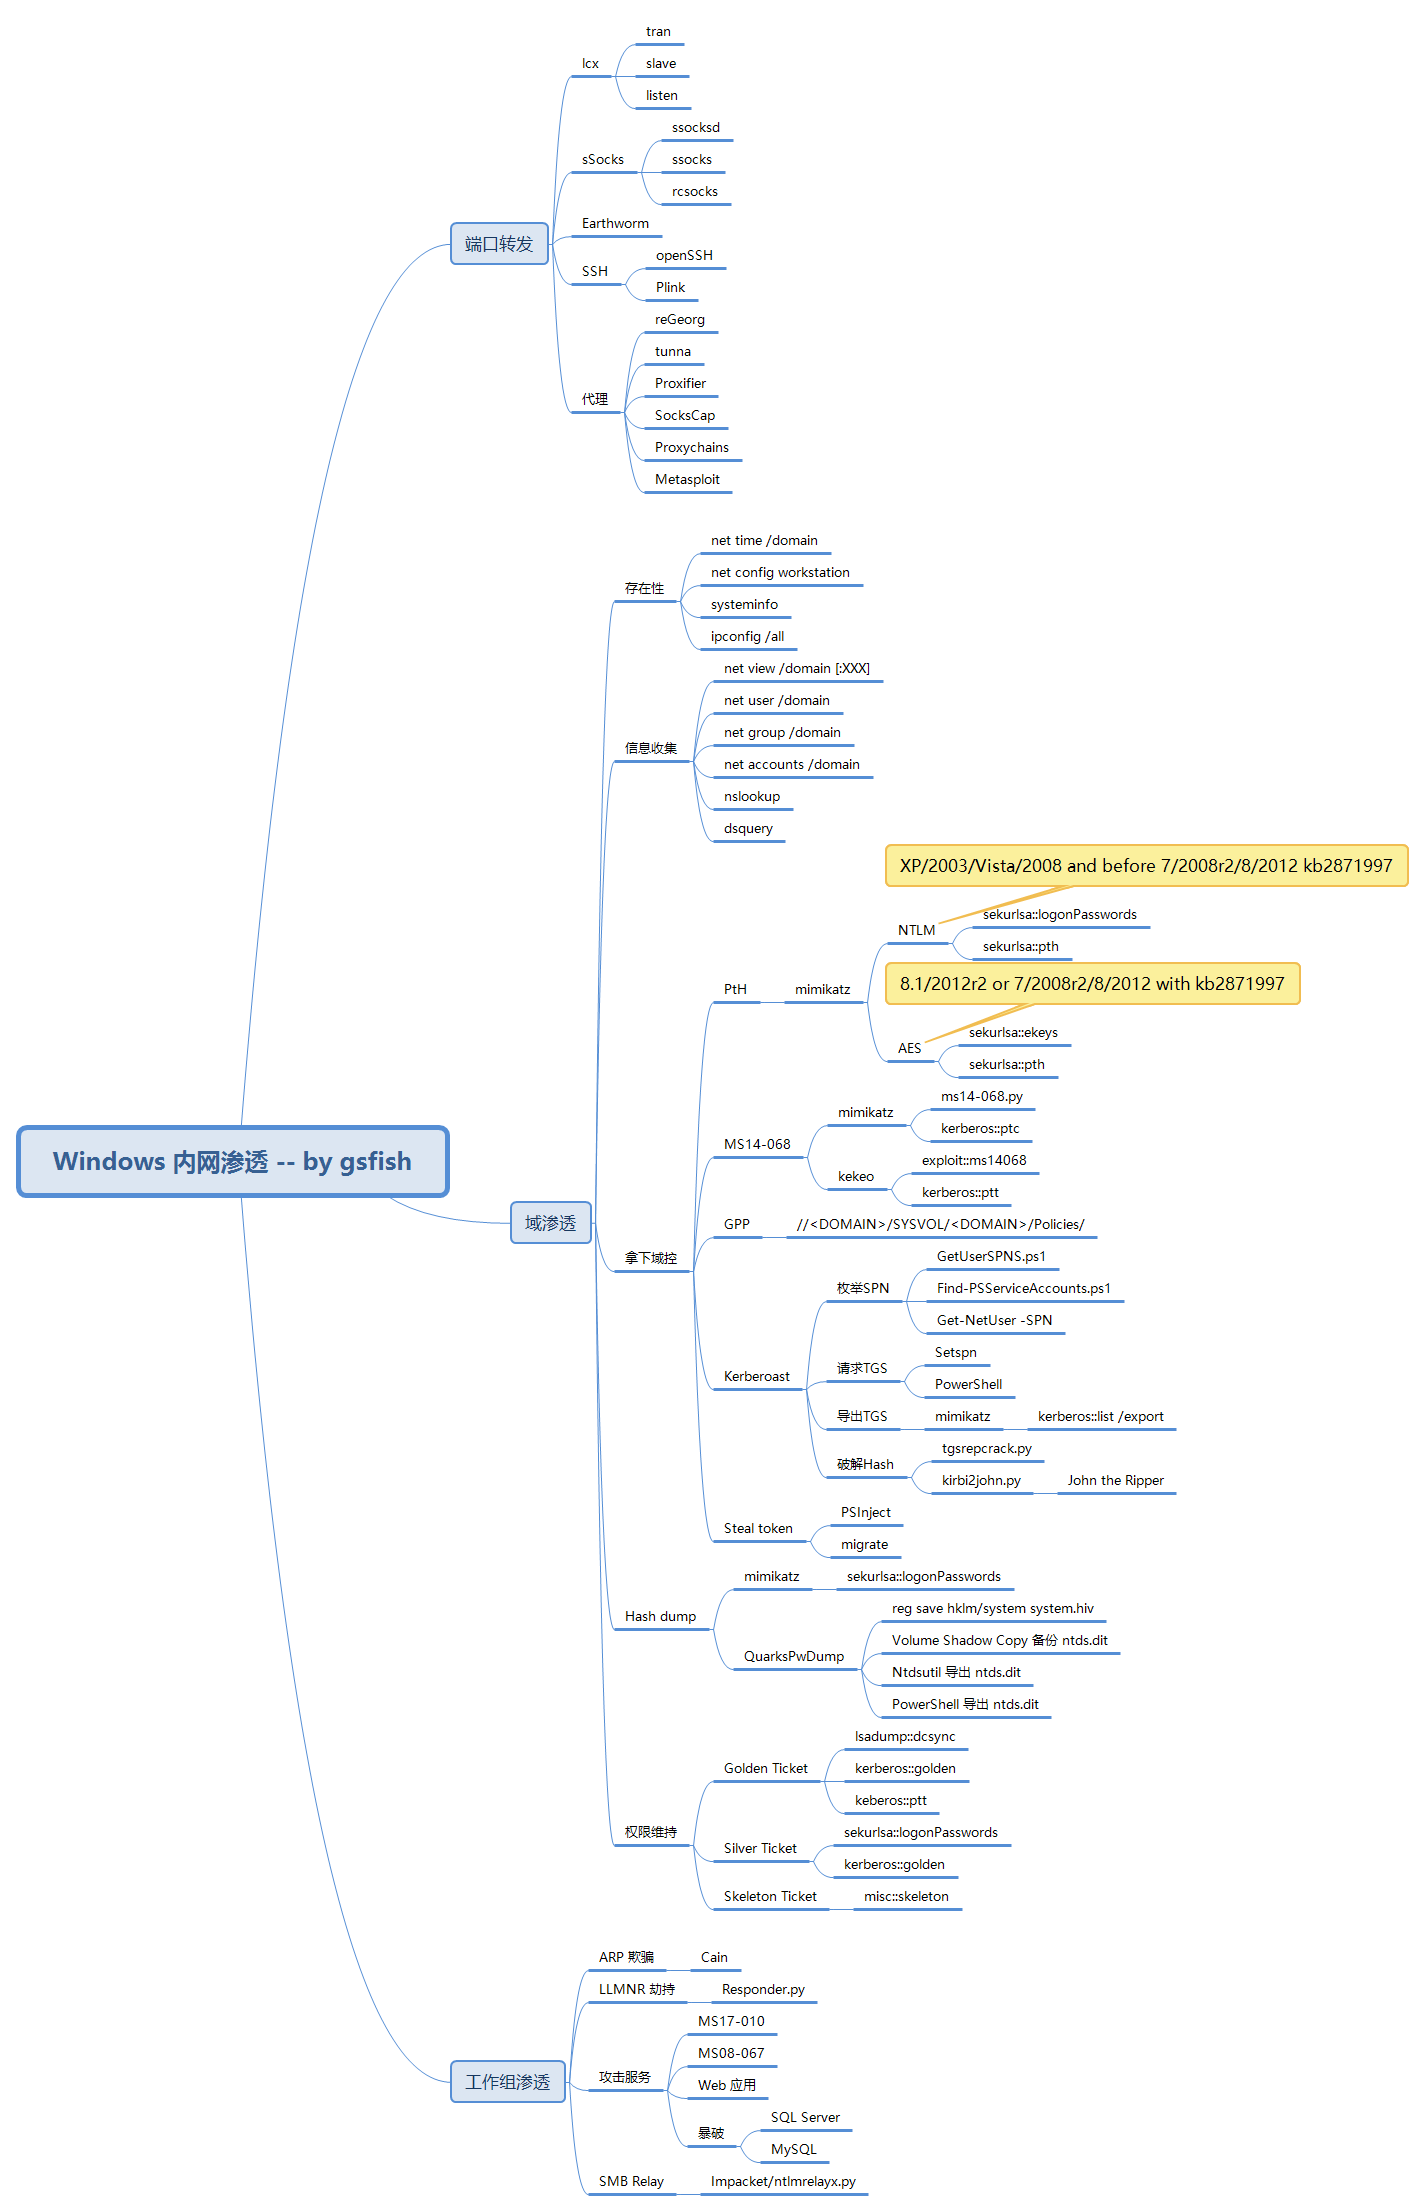 Windows 内网渗透 -- by gsfish
端口转发
lcx
tran
slave
listen
sSocks
ssocksd
ssocks
rcsocks
Earthworm
SSH
openSSH
Plink
代理
reGeorg
tunna
Proxifier
SocksCap
Proxychains
Metasploit
域渗透
存在性
net time /domain
net config workstation
systeminfo
ipconfig /all
信息收集
net view /domain [:XXX]
net user /domain
net group /domain
net accounts /domain
nslookup
dsquery
拿下域控
PtH
mimikatz
XP/2003/Vista/2008 and before 7/2008r2/8/2012 kb2871997
NTLM
sekurlsa::logonPasswords
sekurlsa::pth
8.1/2012r2 or 7/2008r2/8/2012 with kb2871997
AES
sekurlsa::ekeys
sekurlsa::pth
MS14-068
mimikatz
ms14-068.py
kerberos::ptc
kekeo
exploit::ms14068
kerberos::ptt
GPP
//<DOMAIN>/SYSVOL/<DOMAIN>/Policies/
Kerberoast
枚举SPN
GetUserSPNS.ps1
Find-PSServiceAccounts.ps1
Get-NetUser -SPN
请求TGS
Setspn
PowerShell
导出TGS
mimikatz
kerberos::list /export
破解Hash
tgsrepcrack.py
kirbi2john.py
John the Ripper
Steal token
PSInject
migrate
Hash dump
mimikatz
sekurlsa::logonPasswords
QuarksPwDump
reg save hklm/system system.hiv
Volume Shadow Copy 备份 ntds.dit
Ntdsutil 导出 ntds.dit
PowerShell 导出 ntds.dit
权限维持
Golden Ticket
lsadump::dcsync
kerberos::golden
keberos::ptt
Silver Ticket
sekurlsa::logonPasswords
kerberos::golden
Skeleton Ticket
misc::skeleton
工作组渗透
ARP 欺骗
Cain
LLMNR 劫持
Responder.py
攻击服务
MS17-010
MS08-067
Web 应用
暴破
SQL Server
MySQL
SMB Relay
Impacket/ntlmrelayx.py